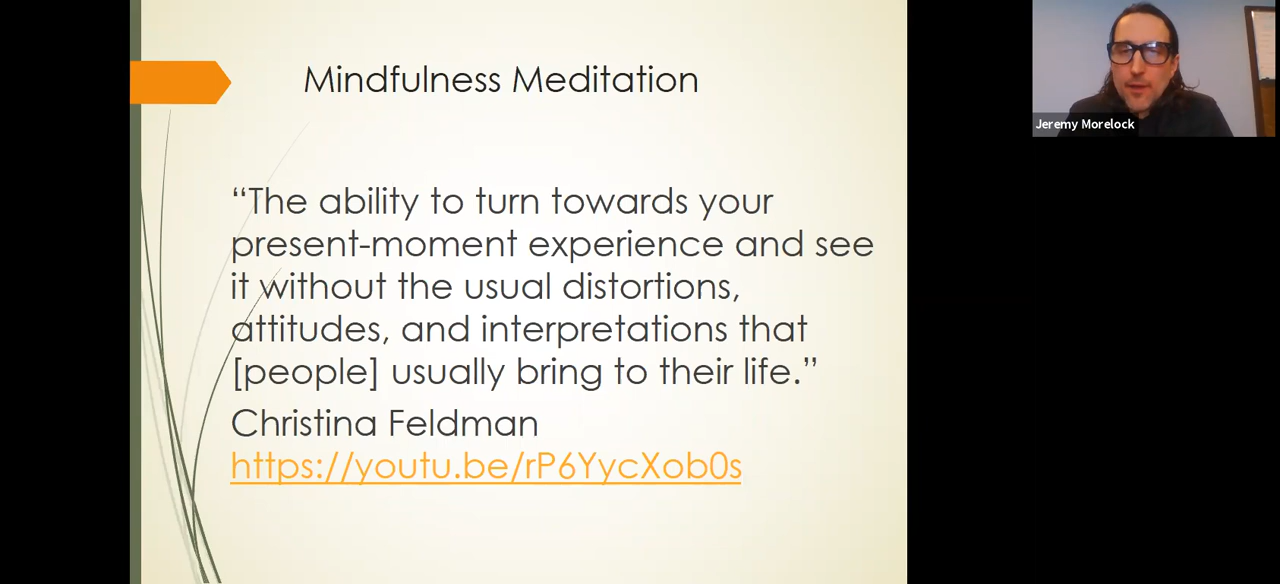 Mindfulness Meditation
“The ability to turn towards your
present-moment experience and see
it without the usual distortions,
attitudes, and interpretations that
[people] usually bring to their life.”
Christina Feldman
https://youtu.be/rP6YycXob0s
Jeremy Morelock